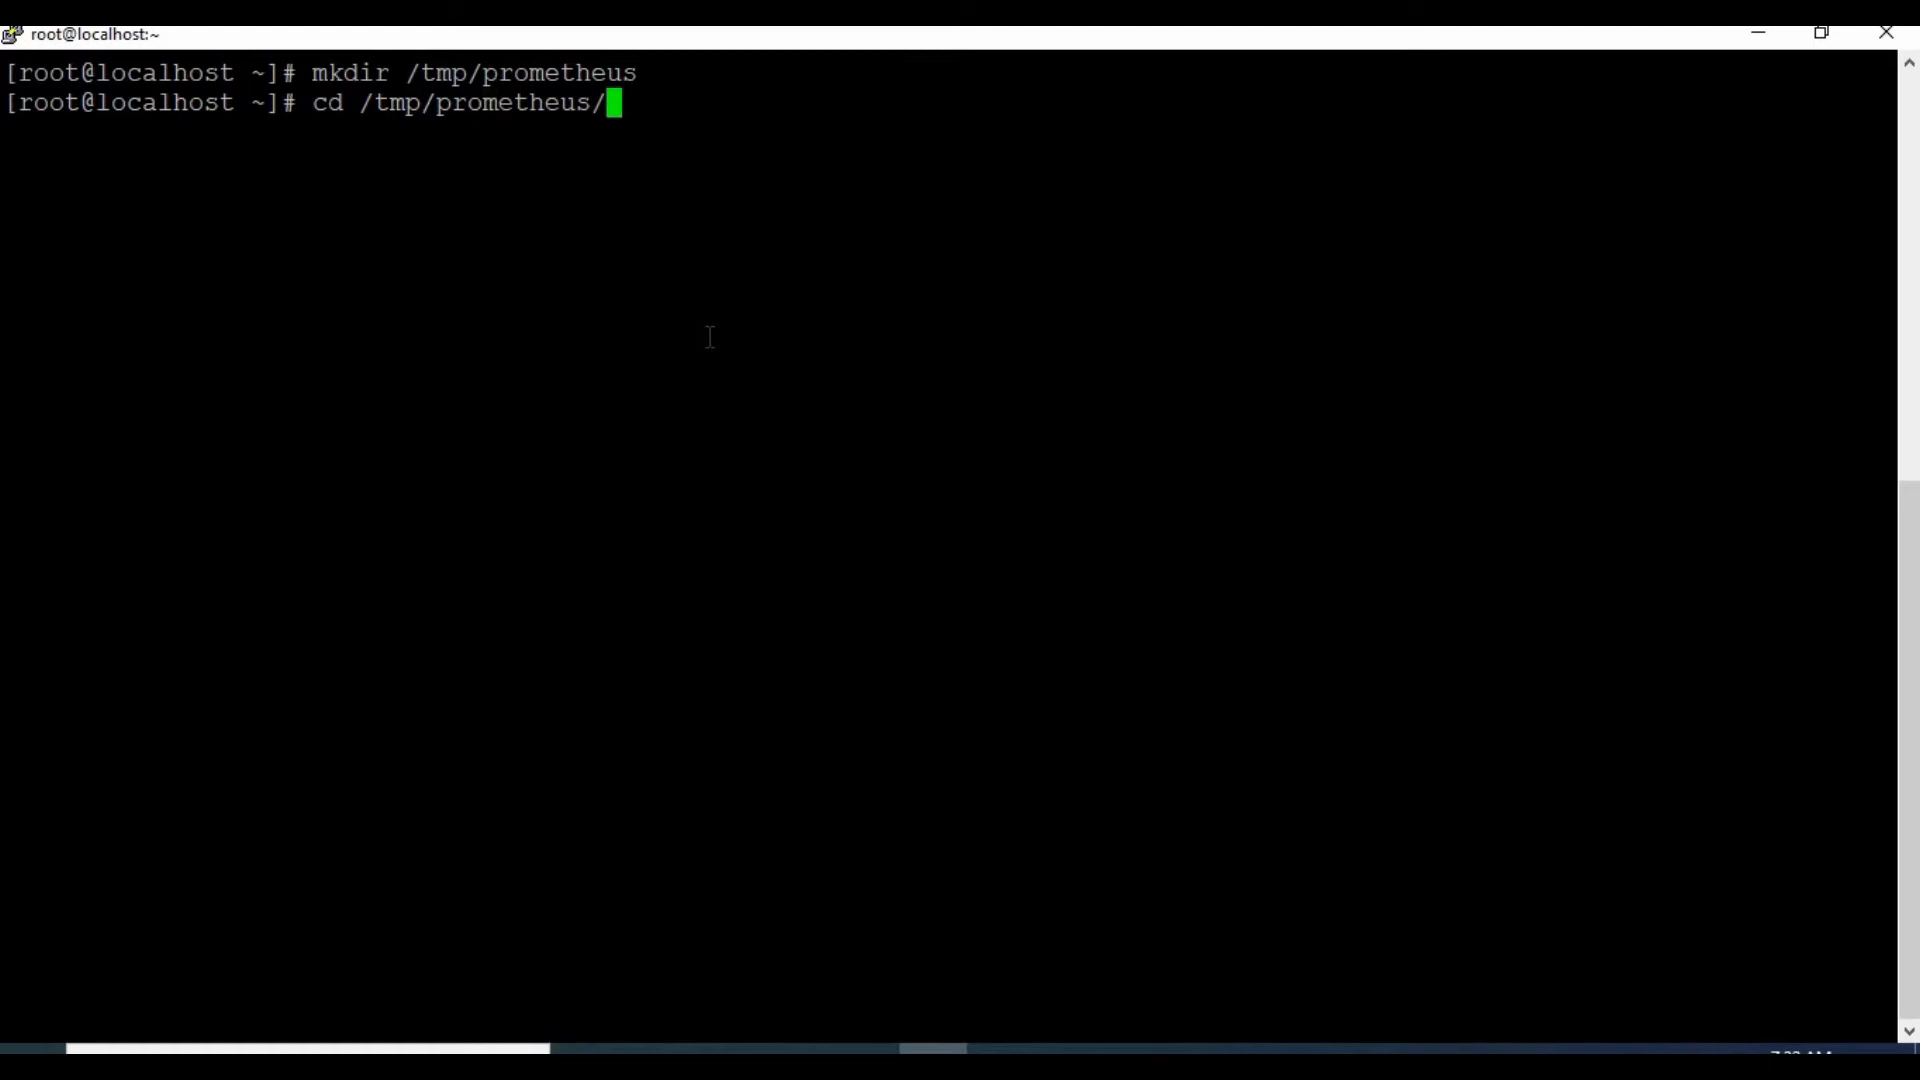 root@localhost:~
[root@localhost ~]# mkdir /tmp/prometheus
[root@localhost ~]# cd /tmp/prometheus/